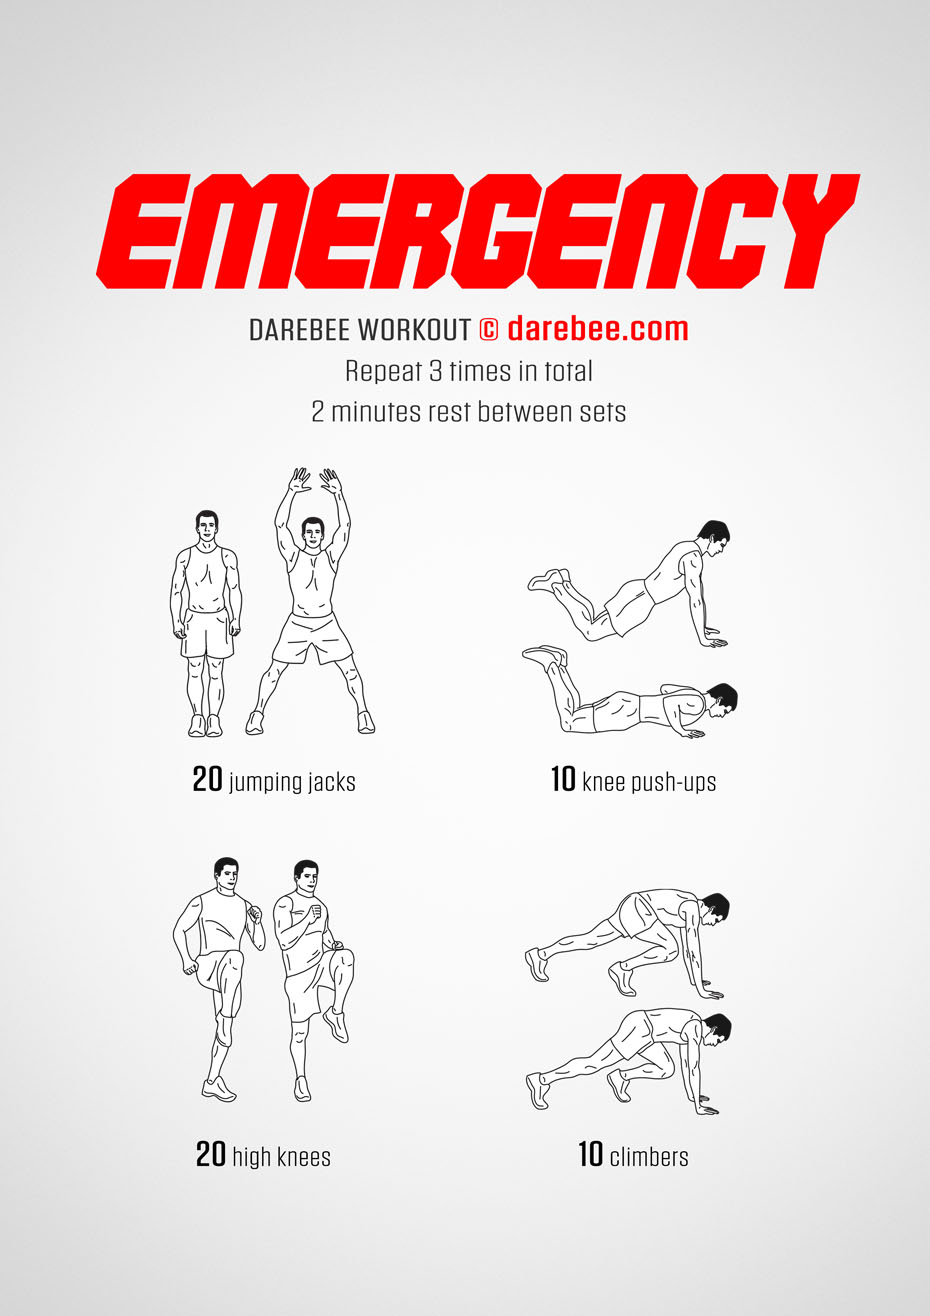 EMERGENCY
DAREBEE WORKOUT © darebee.com
Repeat 3 times in total
2 minutes rest between sets
20 jumping jacks
10 knee push-ups
20 high knees
10 climbers